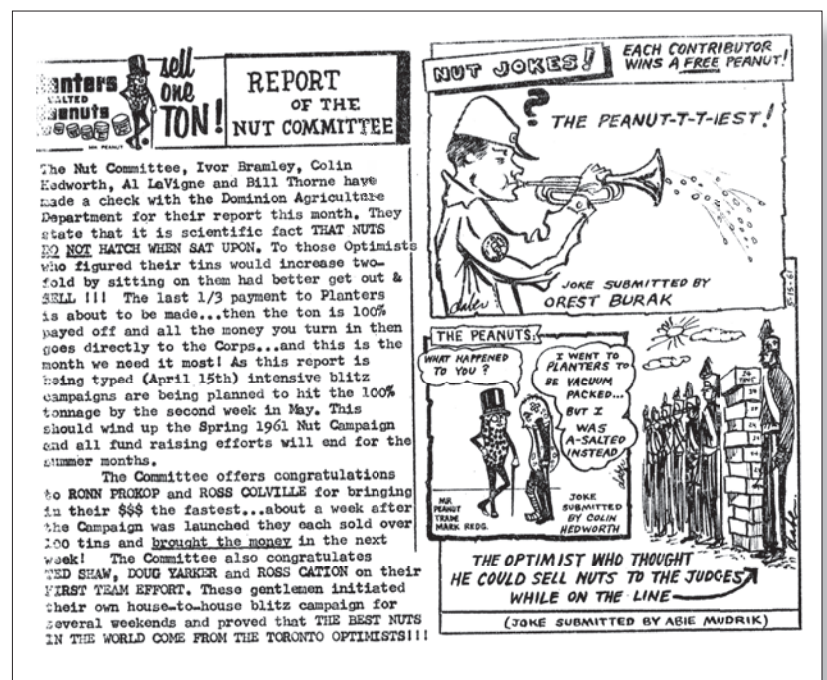 anters
ALTED
eanuts
MR PEANUT
sell
one
TON!
REPORT
OF THE
NUT COMMITTEE
The Nut Committee, Ivor Bramley, Colin
Hedworth, Al LaVigne and Bill Thorne have
made a check with the Dominion Agriculture
Department for their report this month. They
state that it is scientific fact THAT NUTS
DO NOT HATCH WHEN SAT UPON. To those Optimists
who figured their tins would increase two-
fold by sitting on them had better get out &
SELL !!! The last 1/3 payment to Planters
is about to be made...then the ton is 100%
payed off and all the money you turn in then
goes directly to the Corps...and this is the
month we need it most! As this report is
being typed (April 15th) intensive blitz
campaigns are being planned to hit the 100%
tonnage by the second week in May. This
should wind up the Spring 1961 Nut Campaign
and all fund raising efforts will end for the
summer months.
The Committee offers congratulations
to RONN PROKOP and ROSS COLVILLE for bringing
in their $$$ the fastest...about a week after
the Campaign was launched they each sold over
100 tins and brought the money in the next
week! The Committee also congratulates
TED SHAW, DOUG YARKER and ROSS CATION on their
FIRST TEAM EFFORT. These gentlemen initiated
their own house-to-house blitz campaign for
several weekends and proved that THE BEST NUTS
IN THE WORLD COME FROM THE TORONTO OPTIMISTS!!!
NUT JOKES!
EACH CONTRIBUTOR
WINS A FREE PEANUT!
?
THE PEANUT-T-T-IEST!
JOKE SUBMITTED BY
OREST BURAK
5-15-61
THE PEANUTS:
WHAT HAPPENED
TO YOU?
I WENT TO
PLANTERS TO
BE VACUUM
PACKED...
BUT I
WAS
A-SALTED
INSTEAD
MR.
PEANUT
TRADE
MARK REDG.
JOKE
SUBMITTED
BY COLIN
HEDWORTH
24
TINS
24
24
24
THE OPTIMIST WHO THOUGHT
HE COULD SELL NUTS TO THE JUDGES
WHILE ON THE LINE
(JOKE SUBMITTED BY ABIE MUDRIK)